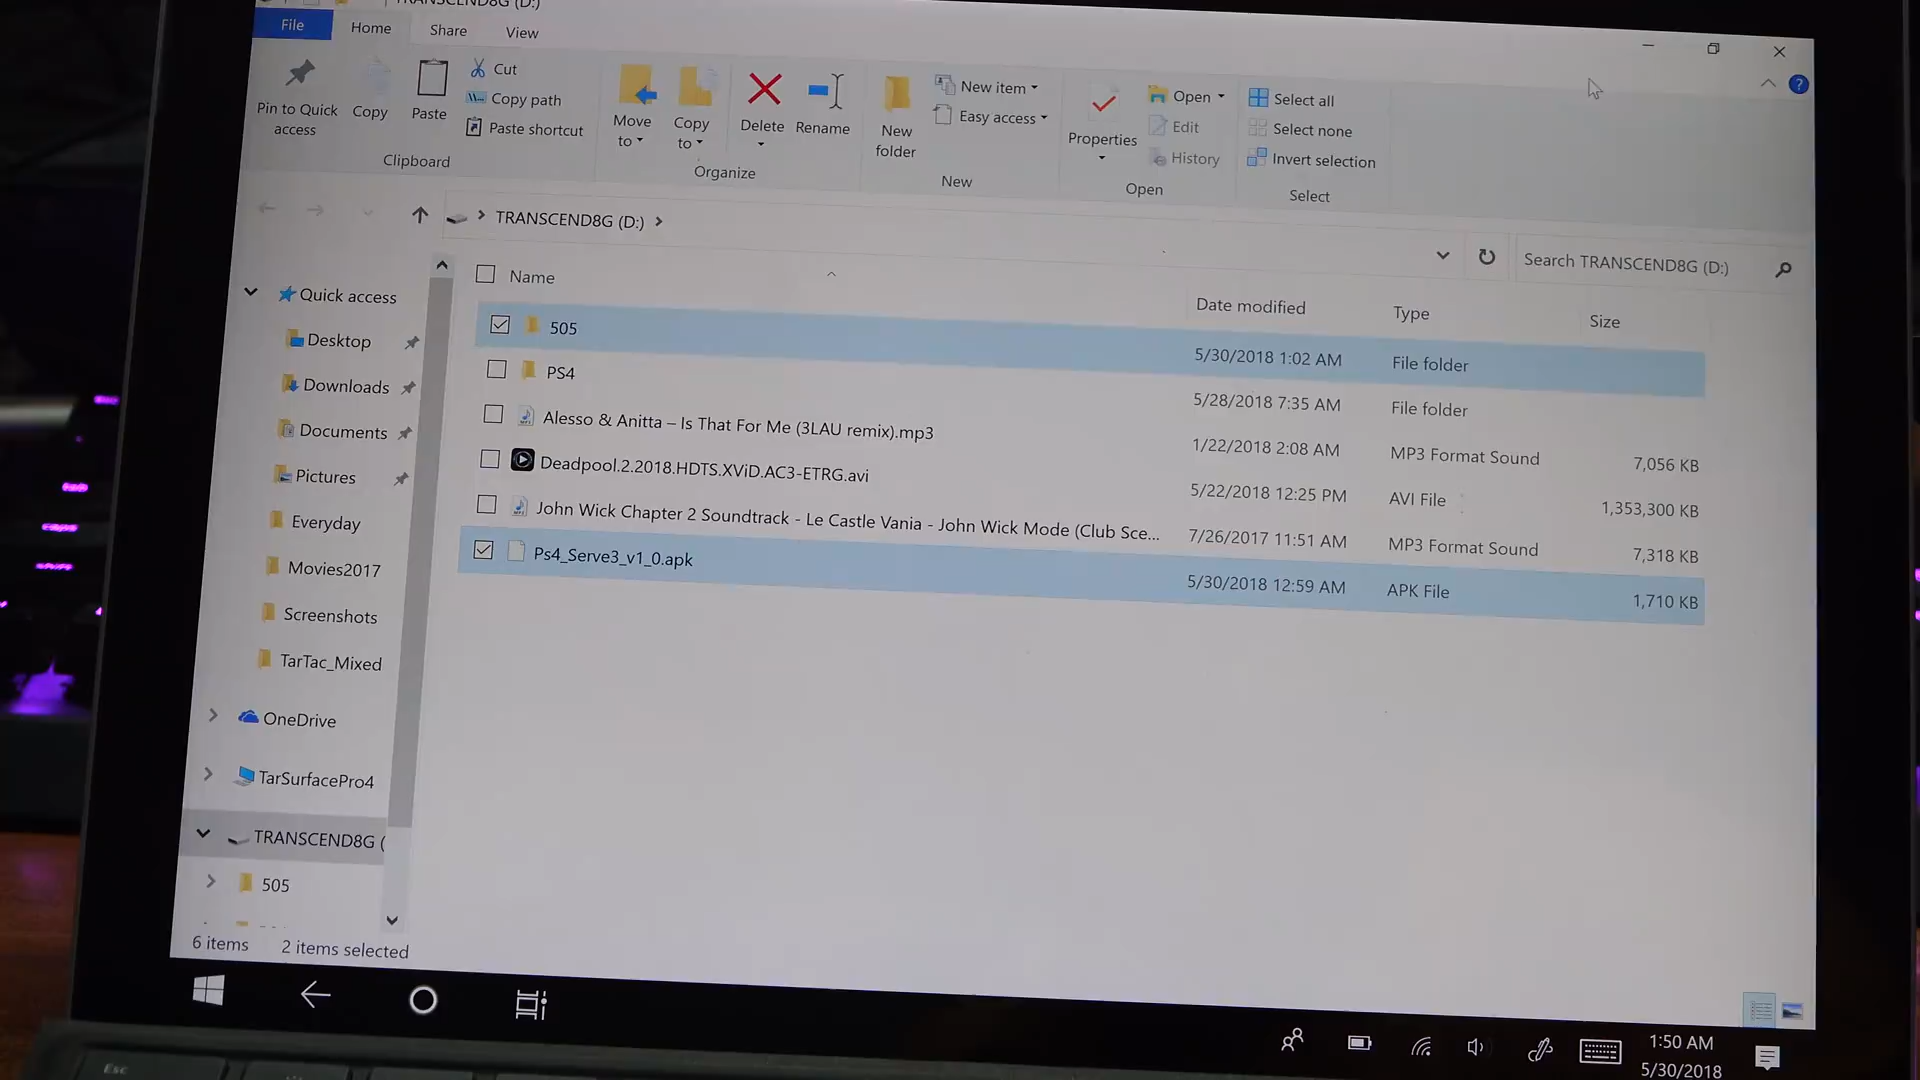 TRANSCEND8G (D:)
File
Home
Share
View
Pin to Quick
access
Copy
Paste
Cut
Copy path
Paste shortcut
Clipboard
Move
to
Copy
to
Delete
Rename
Organize
New
folder
New item
Easy access
New
Properties
Open
Edit
History
Open
Select all
Select none
Invert selection
Select
TRANSCEND8G (D:)
Search TRANSCEND8G (D:)
Name
Date modified
Type
Size
505
5/30/2018 1:02 AM
File folder
PS4
5/28/2018 7:35 AM
File folder
Alesso & Anitta – Is That For Me (3LAU remix).mp3
1/22/2018 2:08 AM
MP3 Format Sound
7,056 KB
Deadpool.2.2018.HDTS.XViD.AC3-ETRG.avi
5/22/2018 12:25 PM
AVI File
1,353,300 KB
John Wick Chapter 2 Soundtrack - Le Castle Vania - John Wick Mode (Club Sce...
7/26/2017 11:51 AM
MP3 Format Sound
7,318 KB
Ps4_Serve3_v1_0.apk
5/30/2018 12:59 AM
APK File
1,710 KB
Quick access
Desktop
Downloads
Documents
Pictures
Everyday
Movies2017
Screenshots
TarTac_Mixed
OneDrive
TarSurfacePro4
TRANSCEND8G (
505
6 items
2 items selected
1:50 AM
5/30/2018
Esc